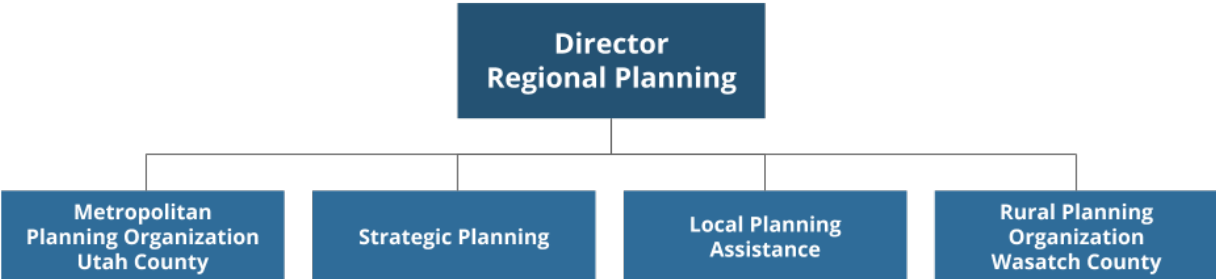 Director
Regional Planning
Metropolitan
Planning Organization
Utah County
Strategic Planning
Local Planning
Assistance
Rural Planning
Organization
Wasatch County